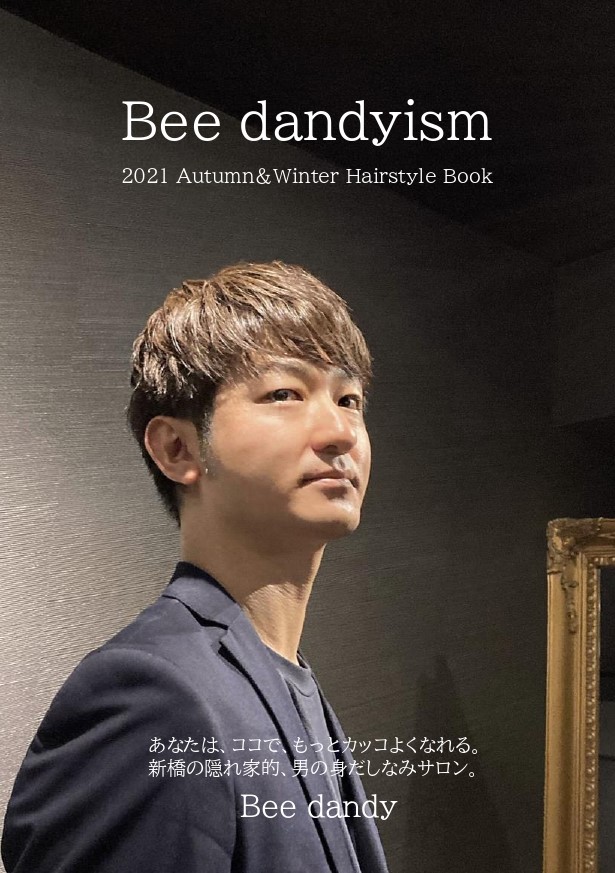 Bee dandyism
2021 Autumn&Winter Hairstyle Book
あなたは、ココで、もっとカッコよくなれる。
新橋の隠れ家的、男の身だしなみサロン。
Bee dandy